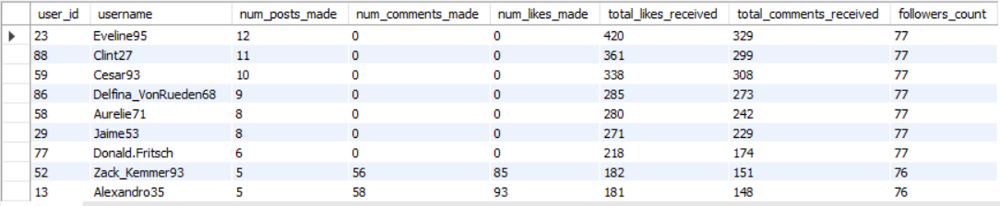 user_id username num_posts_made num_comments_made num_likes_made total_likes_received total_comments_received followers_count
23 Eveline95 12 0 0 420 329 77
88 Clint27 11 0 0 361 299 77
59 Cesar93 10 0 0 338 308 77
86 Delfina_VonRueden68 9 0 0 285 273 77
58 Aurelie71 8 0 0 280 242 77
29 Jaime53 8 0 0 271 229 77
77 Donald.Fritsch 6 0 0 218 174 77
52 Zack_Kemmer93 5 56 85 182 151 76
13 Alexandro35 5 58 93 181 148 76